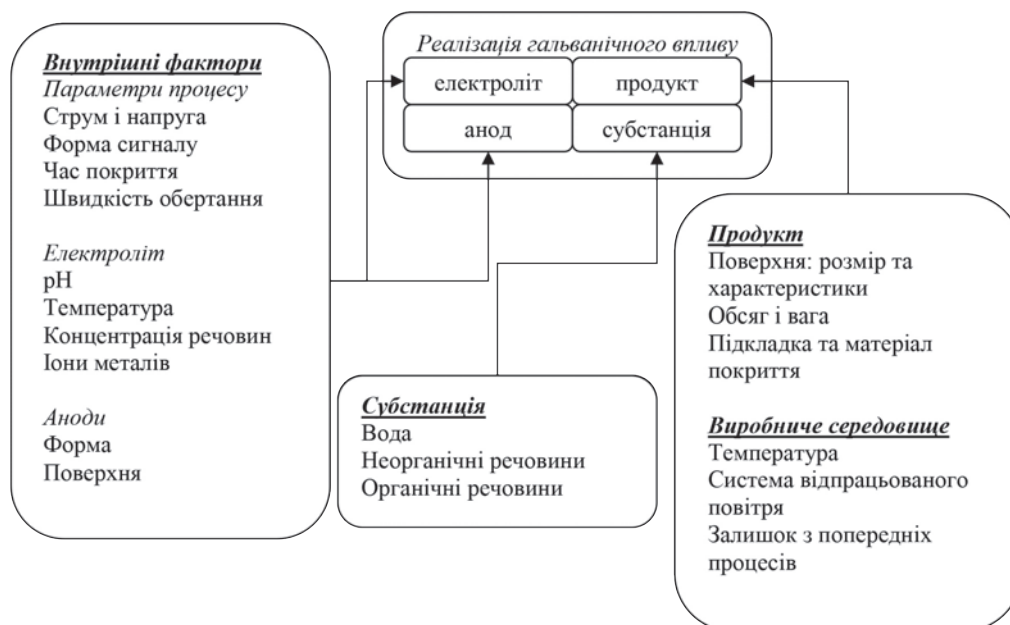 Внутрішні фактори
Параметри процесу
Струм і напруга
Форма сигналу
Час покриття
Швидкість обертання
Електроліт
pH
Температура
Концентрація речовин
Іони металів
Аноди
Форма
Поверхня
Реалізація гальванічного впливу
електроліт
продукт
анод
субстанція
Субстанція
Вода
Неорганічні речовини
Органічні речовини
Продукт
Поверхня: розмір та
характеристики
Обсяг і вага
Підкладка та матеріал
покриття
Виробниче середовище
Температура
Система відпрацьованого
повітря
Залишок з попередніх
процесів